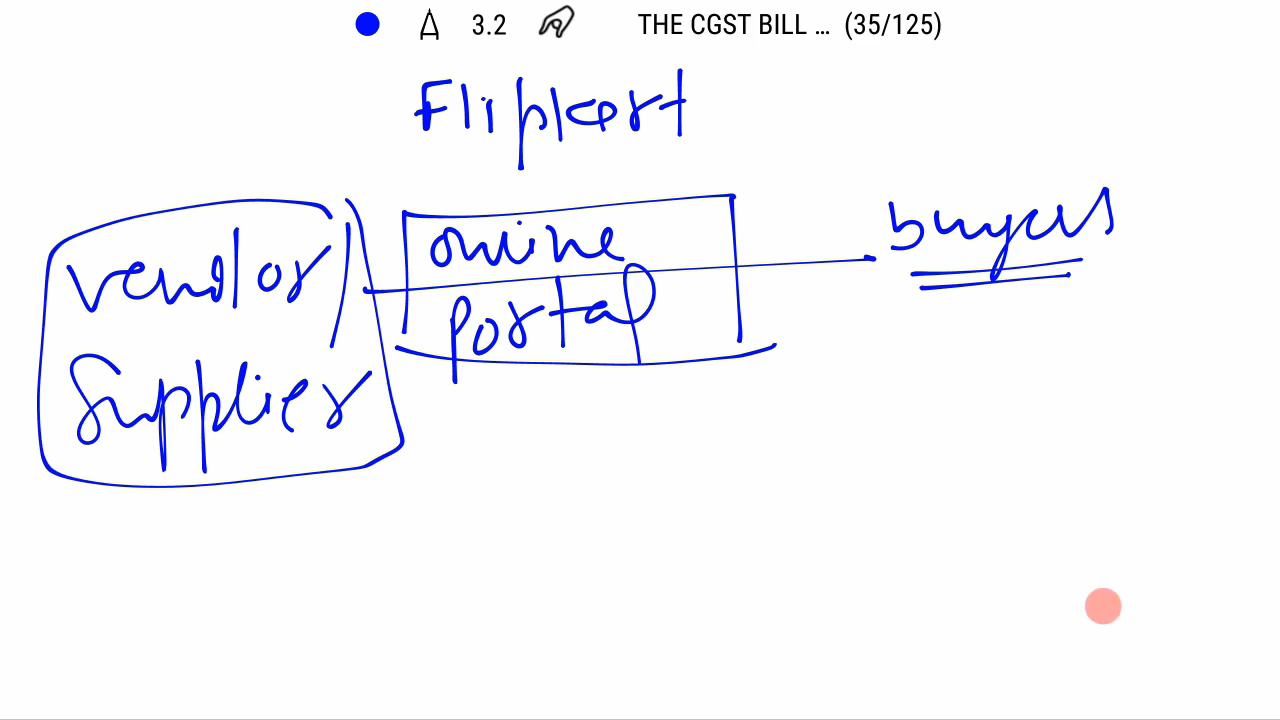 3.2 THE CGST BILL ... (35/125)
Flipkart
Vendor/
Supplier
online
portal
buyers